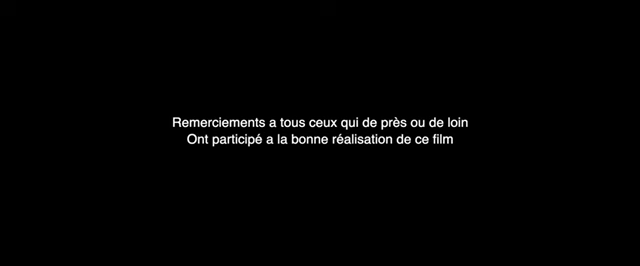 Remerciements a tous ceux qui de près ou de loin
Ont participé a la bonne réalisation de ce film